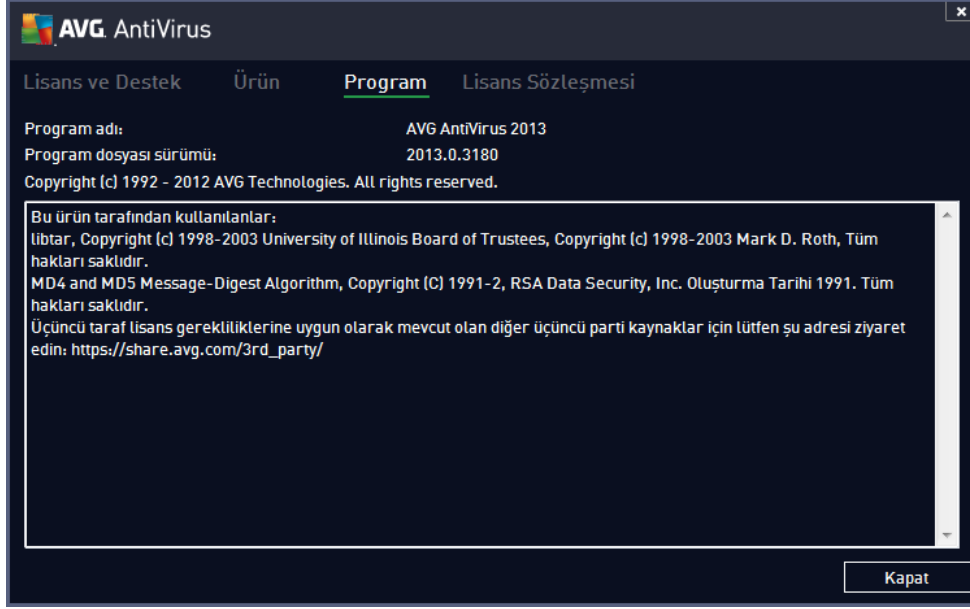 AVG. AntiVirus
Lisans ve Destek Ürün Program Lisans Sözleşmesi
Program adı: AVG AntiVirus 2013
Program dosyası sürümü: 2013.0.3180
Copyright (c) 1992 - 2012 AVG Technologies. All rights reserved.
Bu ürün tarafından kullanılanlar:
libtar, Copyright (c) 1998-2003 University of Illinois Board of Trustees, Copyright (c) 1998-2003 Mark D. Roth, Tüm
hakları saklıdır.
MD4 and MD5 Message-Digest Algorithm, Copyright (C) 1991-2, RSA Data Security, Inc. Oluşturma Tarihi 1991. Tüm
hakları saklıdır.
Üçüncü taraf lisans gerekliliklerine uygun olarak mevcut olan diğer üçüncü parti kaynaklar için lütfen şu adresi ziyaret
edin: https://share.avg.com/3rd_party/
Kapat